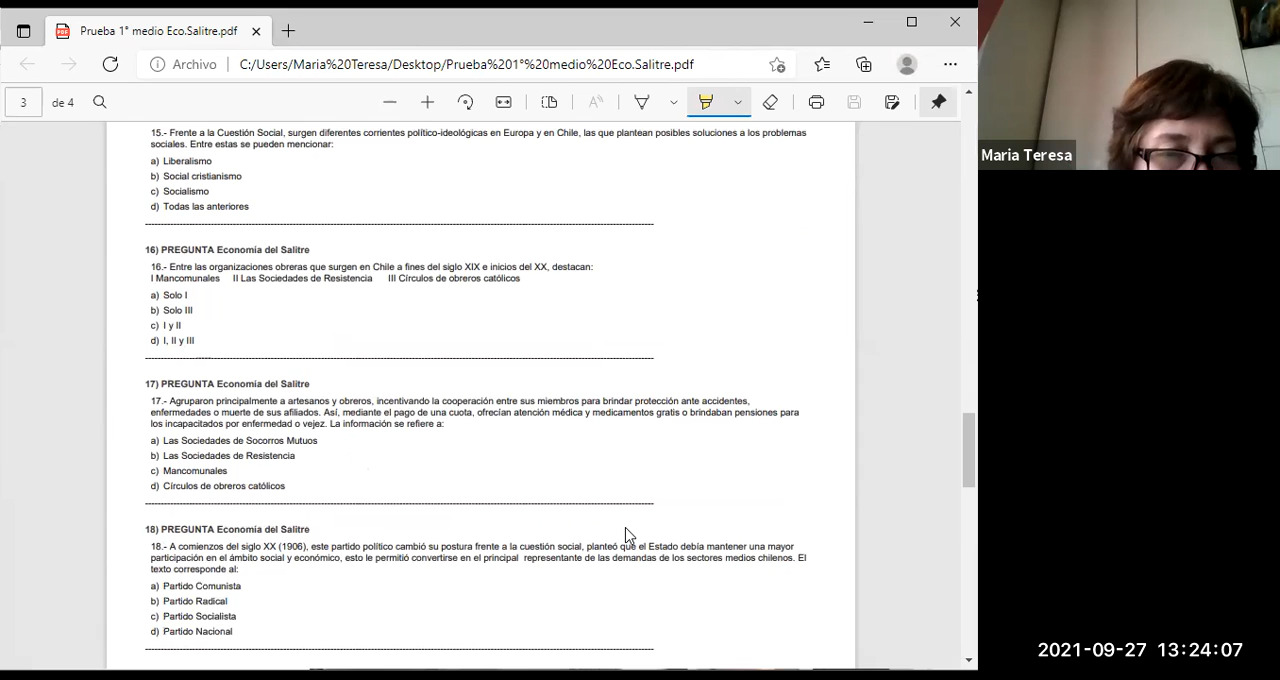 Prueba 1° medio Eco.Salitre.pdf
Archivo C:/Users/Maria%20Teresa/Desktop/Prueba%201°%20medio%20Eco.Salitre.pdf
3 de 4
15.- Frente a la Cuestión Social, surgen diferentes corrientes político-ideológicas en Europa y en Chile, las que plantean posibles soluciones a los problemas
sociales. Entre estas se pueden mencionar:
a) Liberalismo
b) Social cristianismo
c) Socialismo
d) Todas las anteriores
16) PREGUNTA Economía del Salitre
16.- Entre las organizaciones obreras que surgen en Chile a fines del siglo XIX e inicios del XX, destacan:
I Mancomunales II Las Sociedades de Resistencia III Círculos de obreros católicos
a) Solo I
b) Solo III
c) I y II
d) I, II y III
17) PREGUNTA Economía del Salitre
17.- Agruparon principalmente a artesanos y obreros, incentivando la cooperación entre sus miembros para brindar protección ante accidentes,
enfermedades o muerte de sus afiliados. Así, mediante el pago de una cuota, ofrecían atención médica y medicamentos gratis o brindaban pensiones para
los incapacitados por enfermedad o vejez. La información se refiere a:
a) Las Sociedades de Socorros Mutuos
b) Las Sociedades de Resistencia
c) Mancomunales
d) Círculos de obreros católicos
18) PREGUNTA Economía del Salitre
18.- A comienzos del siglo XX (1906), este partido político cambió su postura frente a la cuestión social, planteó que el Estado debía mantener una mayor
participación en el ámbito social y económico, esto le permitió convertirse en el principal representante de las demandas de los sectores medios chilenos. El
texto corresponde al:
a) Partido Comunista
b) Partido Radical
c) Partido Socialista
d) Partido Nacional
Maria Teresa
2021-09-27 13:24:07